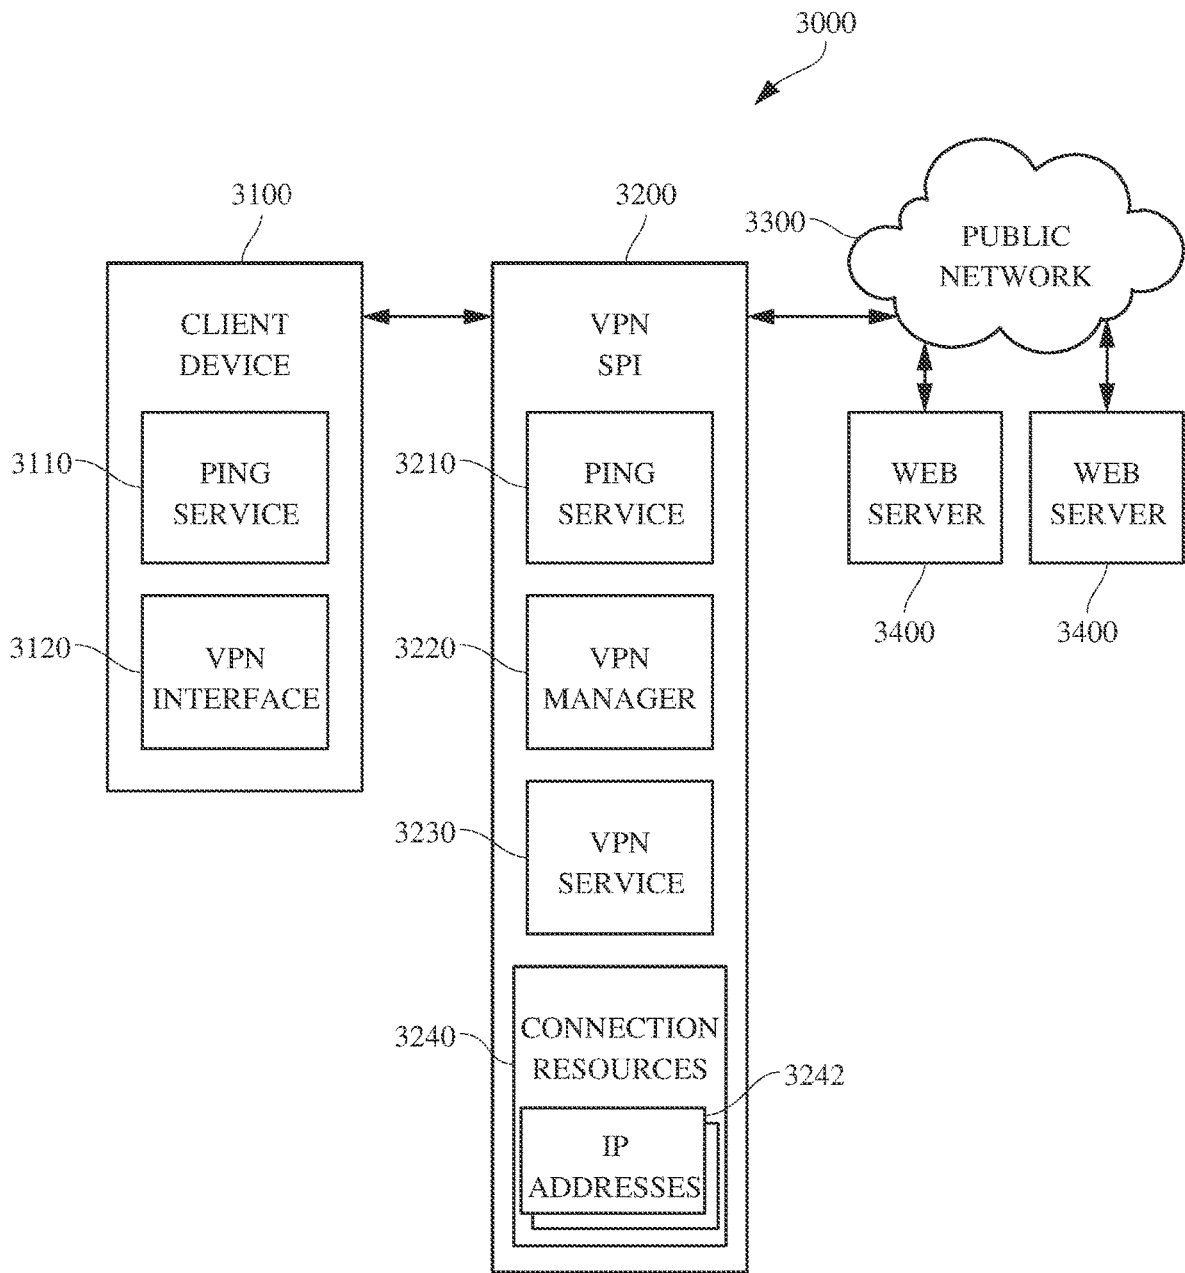 3000
3100
3200
3300
PUBLIC
NETWORK
CLIENT
DEVICE
VPN
SPI
3110
PING
SERVICE
3210
PING
SERVICE
WEB
SERVER
WEB
SERVER
3400
3400
3120
VPN
INTERFACE
3220
VPN
MANAGER
3230
VPN
SERVICE
3240
CONNECTION
RESOURCES
3242
IP
ADDRESSES